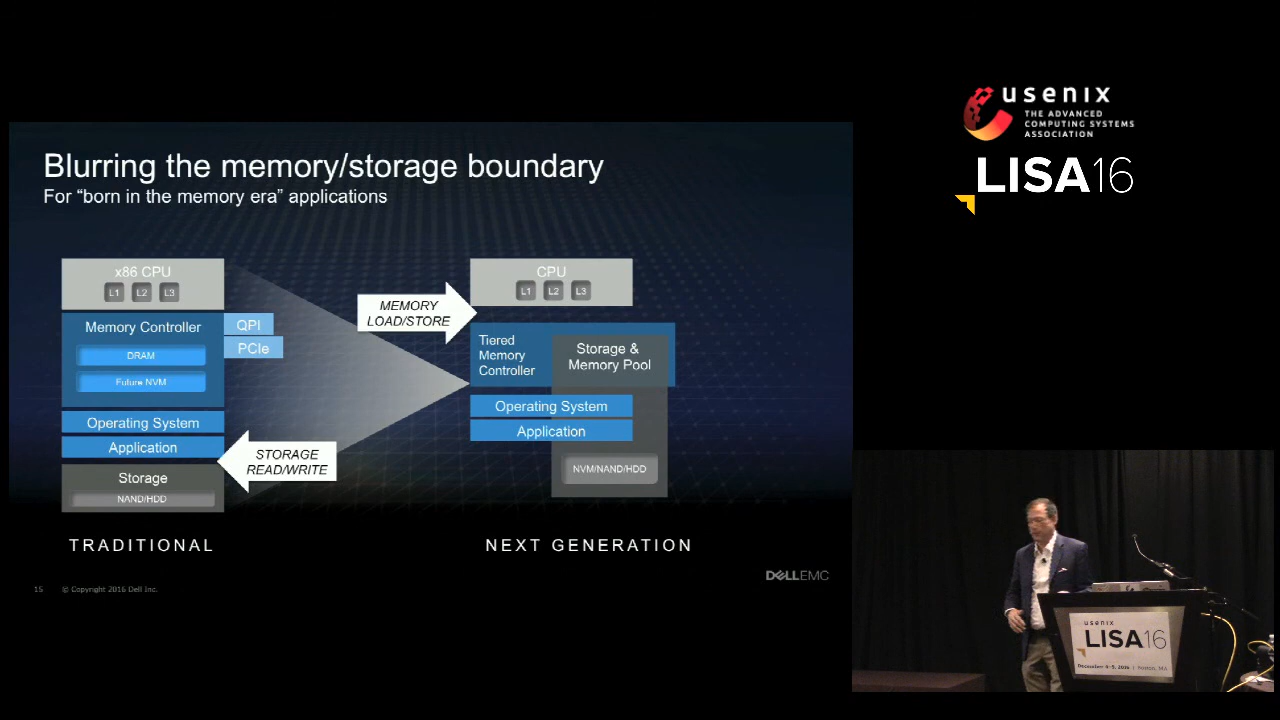 Blurring the memory/storage boundary
For “born in the memory era” applications
x86 CPU
L1 L2 L3
Memory Controller
QPI
PCIe
DRAM
Future NVM
Operating System
Application
Storage
NAND/HDD
STORAGE
READ/WRITE
TRADITIONAL
MEMORY
LOAD/STORE
CPU
L1 L2 L3
Tiered
Memory
Controller
Storage &
Memory Pool
Operating System
Application
NVM/NAND/HDD
NEXT GENERATION
15 © Copyright 2016 Dell Inc.
DELLEMC
usenix
THE ADVANCED
COMPUTING SYSTEMS
ASSOCIATION
LISA16
usenix
LISA16